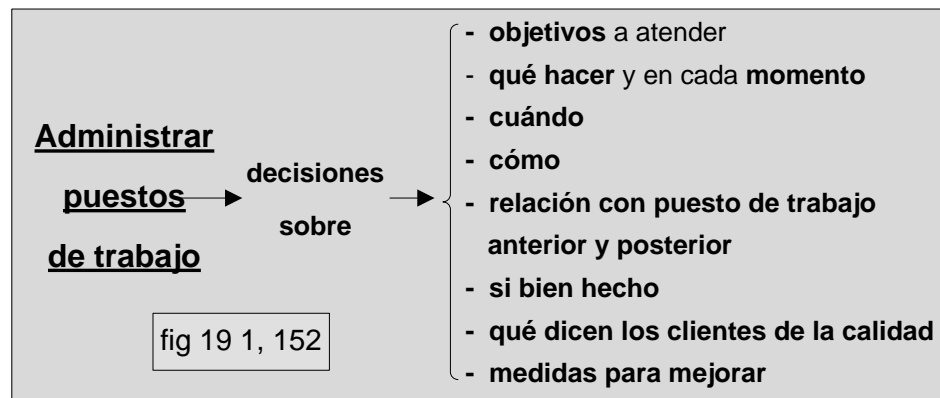 Administrar
puestos
de trabajo
decisiones
sobre
- objetivos a atender
- qué hacer y en cada momento
- cuándo
- cómo
- relación con puesto de trabajo
anterior y posterior
- si bien hecho
- qué dicen los clientes de la calidad
- medidas para mejorar
fig 19 1, 152